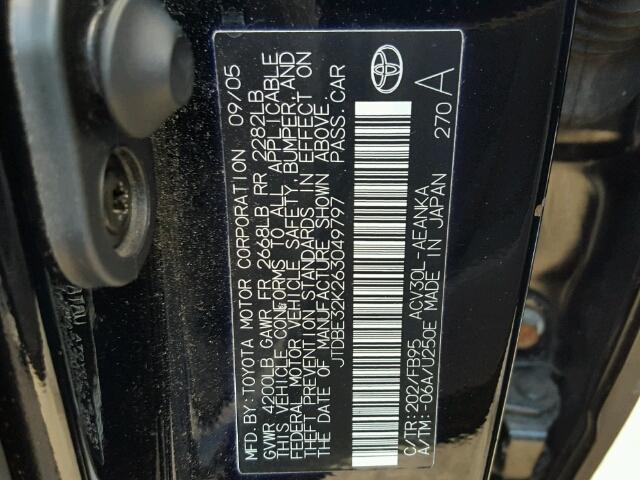 MFD.BY:TOYOTA MOTOR CORPORATION 09/05
GVWR 4200LB GAWR FR 2668LB RR 2282LB
THIS VEHICLE CONFORMS TO ALL APPLICABLE
FEDERAL MOTOR VEHICLE SAFETY, BUMPER, AND
THEFT PREVENTION STANDARDS IN EFFECT ON
THE DATE OF MANUFACTURE SHOWN ABOVE.
JTDBE32K263049797 PASS.CAR
C/TR:202/FB95 ACV30L-AEANKA
A/TM:-06A/U250E MADE IN JAPAN
270 A